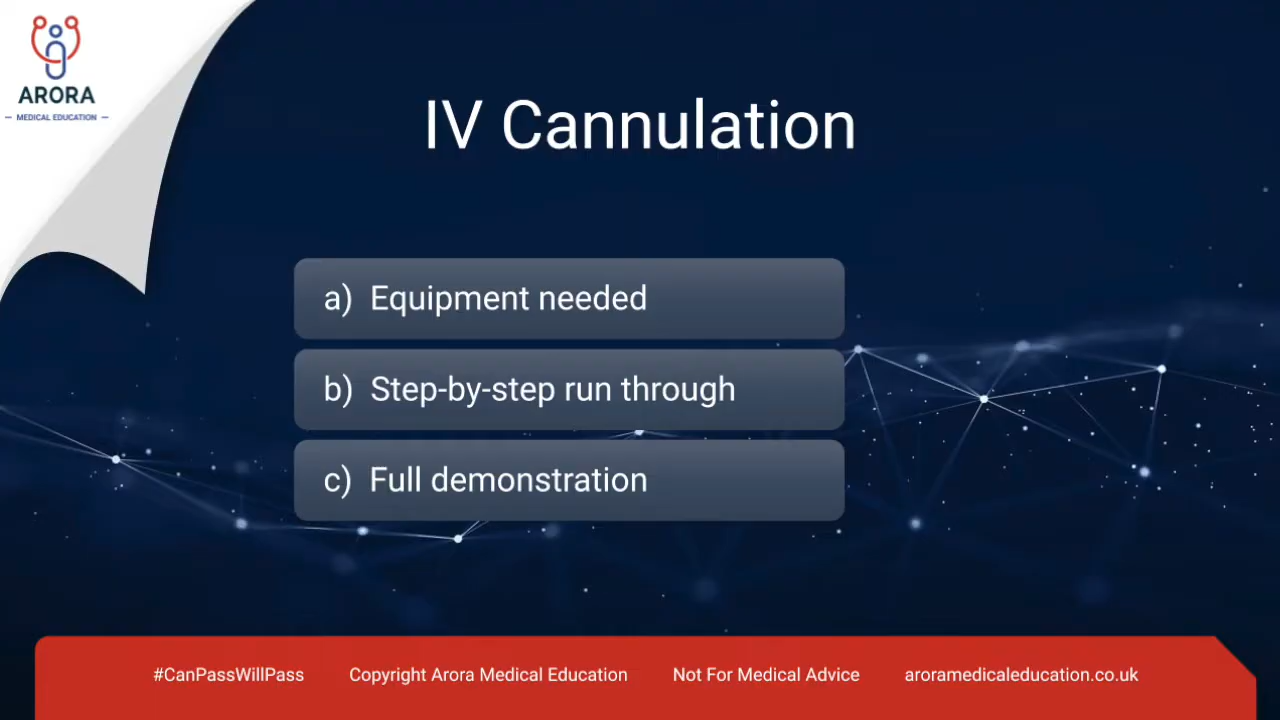 ARORA
MEDICAL EDUCATION
IV Cannulation
a) Equipment needed
b) Step-by-step run through
c) Full demonstration
#CanPassWillPass Copyright Arora Medical Education Not For Medical Advice aroramedicaleducation.co.uk